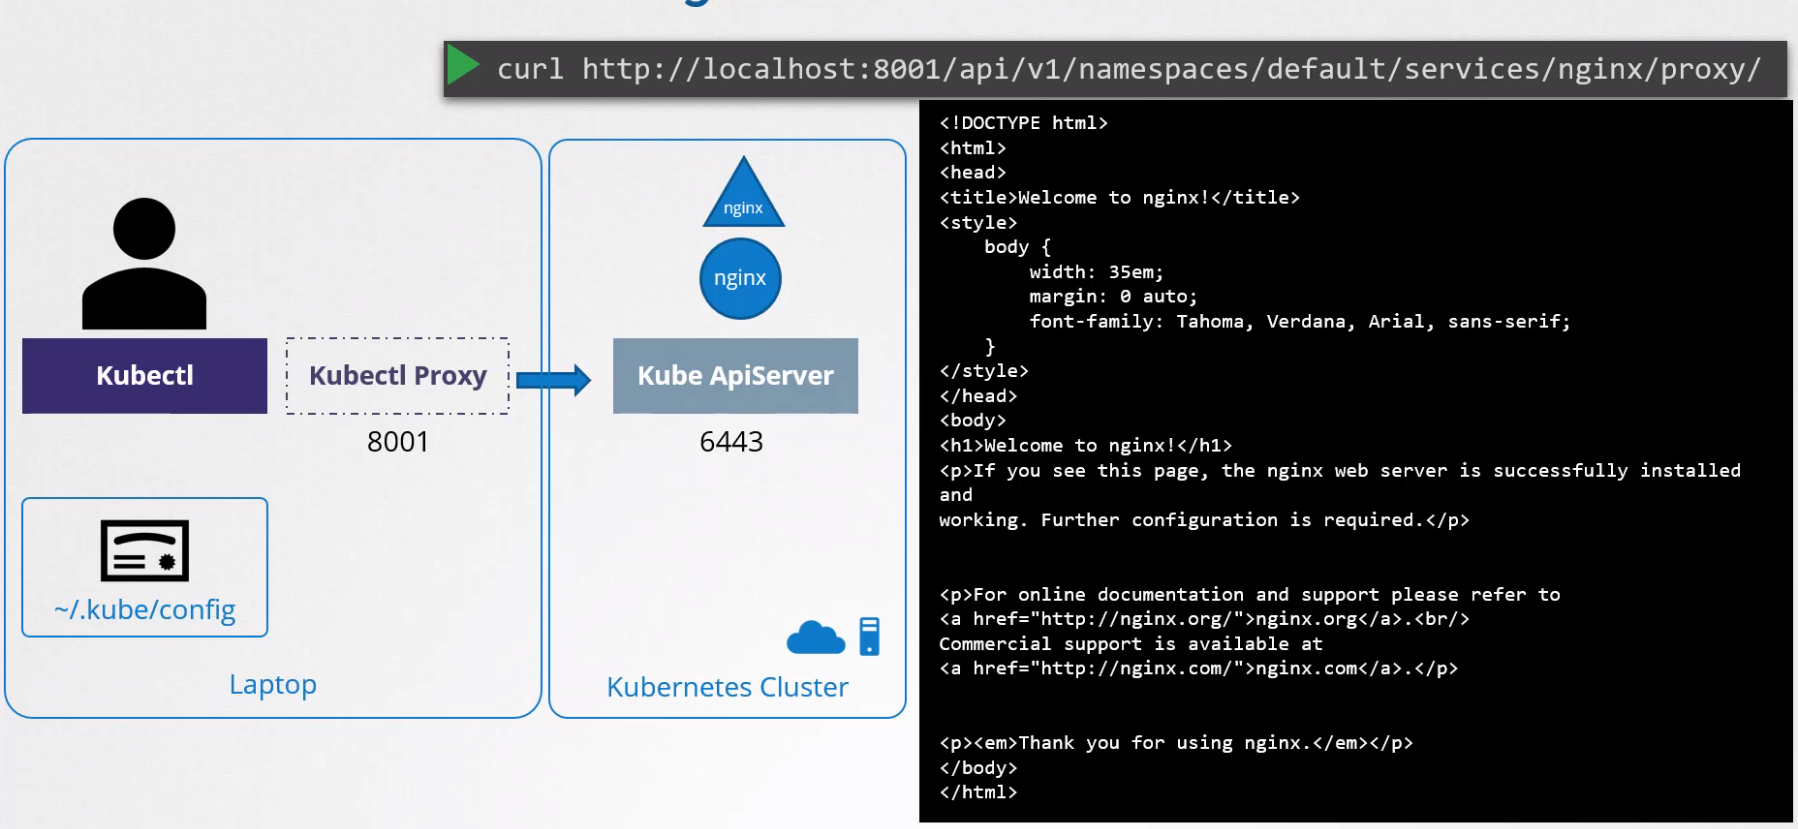 curl http://localhost:8001/api/v1/namespaces/default/services/nginx/proxy/
nginx
nginx
Kubectl
Kubectl Proxy
Kube ApiServer
8001
6443
~/.kube/config
Laptop
Kubernetes Cluster
<!DOCTYPE html>
<html>
<head>
<title>Welcome to nginx!</title>
<style>
    body {
        width: 35em;
        margin: 0 auto;
        font-family: Tahoma, Verdana, Arial, sans-serif;
    }
</style>
</head>
<body>
<h1>Welcome to nginx!</h1>
<p>If you see this page, the nginx web server is successfully installed
and
working. Further configuration is required.</p>
<p>For online documentation and support please refer to
<a href="http://nginx.org/">nginx.org</a>.<br/>
Commercial support is available at
<a href="http://nginx.com/">nginx.com</a>.</p>
<p><em>Thank you for using nginx.</em></p>
</body>
</html>